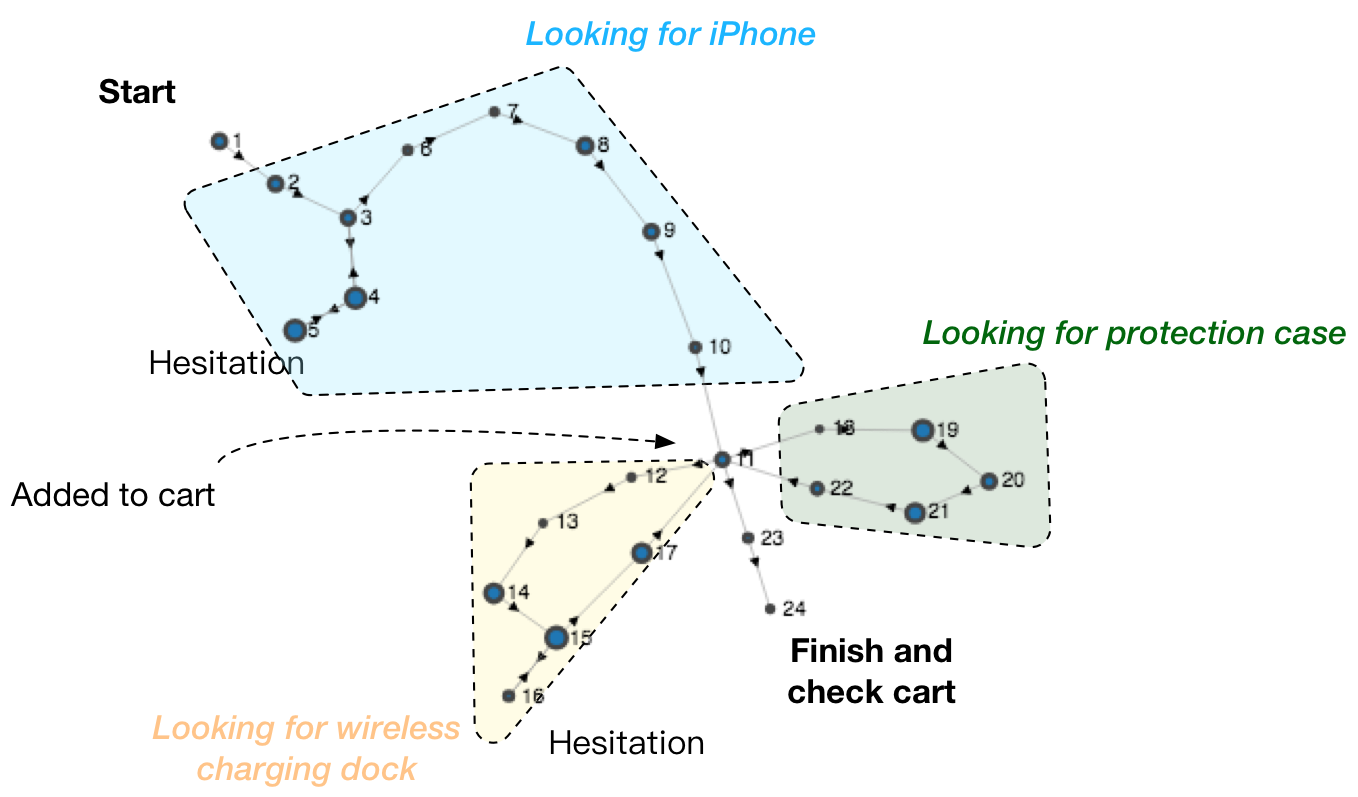 Looking for iPhone
Start
1
2
3
4
5
6
7
8
9
10
Hesitation
Looking for protection case
Added to cart
11
12
13
14
15
16
17
18
19
20
21
22
23
24
Finish and
check cart
Looking for wireless
charging dock
Hesitation